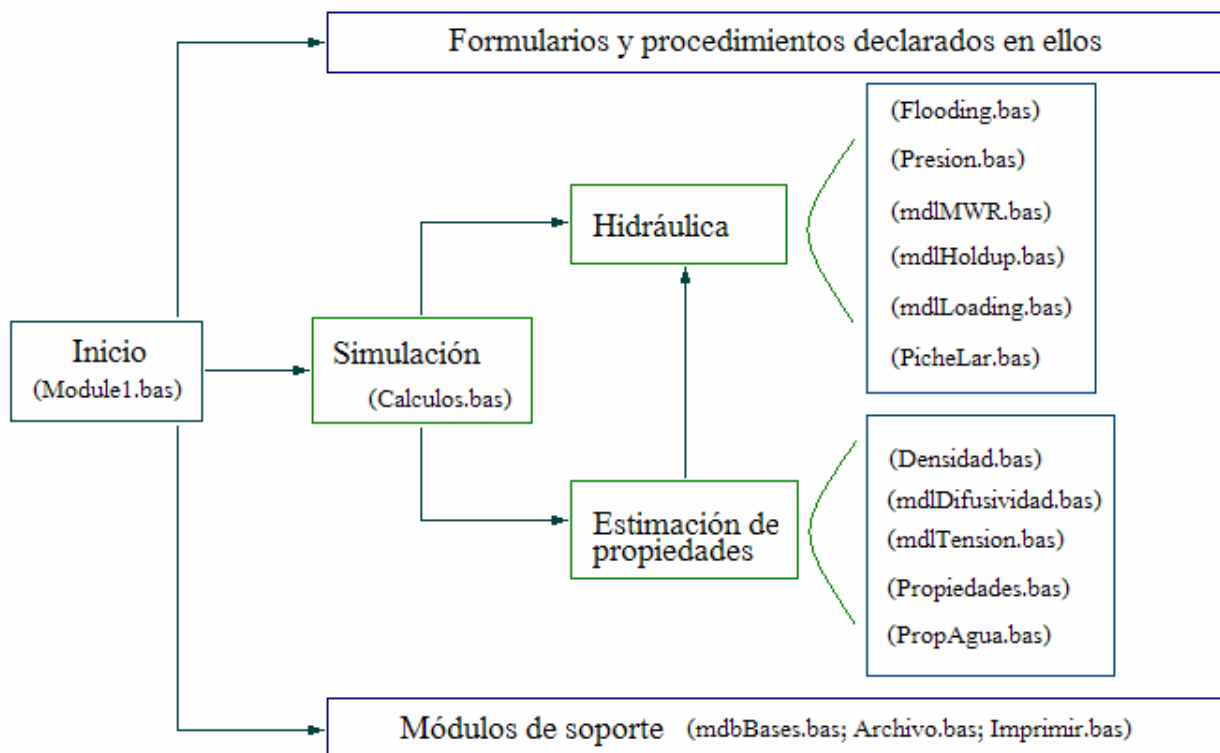 Formularios y procedimientos declarados en ellos
(Flooding.bas)
(Presion.bas)
(mdlMWR.bas)
(mdlHoldup.bas)
(mdlLoading.bas)
(PicheLar.bas)
Hidráulica
Inicio
(Module1.bas)
Simulación
(Calculos.bas)
Estimación de
propiedades
(Densidad.bas)
(mdlDifusividad.bas)
(mdlTension.bas)
(Propiedades.bas)
(PropAgua.bas)
Módulos de soporte (mdbBases.bas; Archivo.bas; Imprimir.bas)